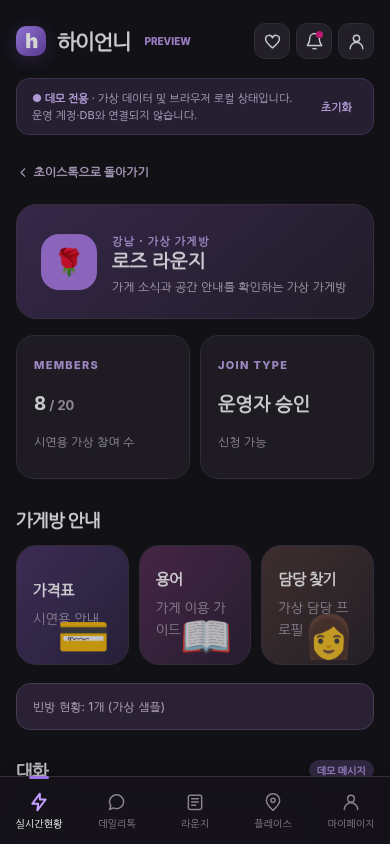 h 하이언니 PREVIEW
● 데모 전용 · 가상 데이터 및 브라우저 로컬 상태입니다.
운영 계정·DB와 연결되지 않습니다.
초기화
초이스톡으로 돌아가기
강남 · 가상 가게방
로즈 라운지
가게 소식과 공간 안내를 확인하는 가상 가게방
MEMBERS
8 / 20
시연용 가상 참여 수
JOIN TYPE
운영자 승인
신청 가능
가게방 안내
가격표
시연용 안내
용어
가게 이용 가
이드
담당 찾기
가상 담당 프
로필
빈방 현황: 1개 (가상 샘플)
대화
데모 메시지
실시간현황
데일리톡
라운지
플레이스
마이페이지